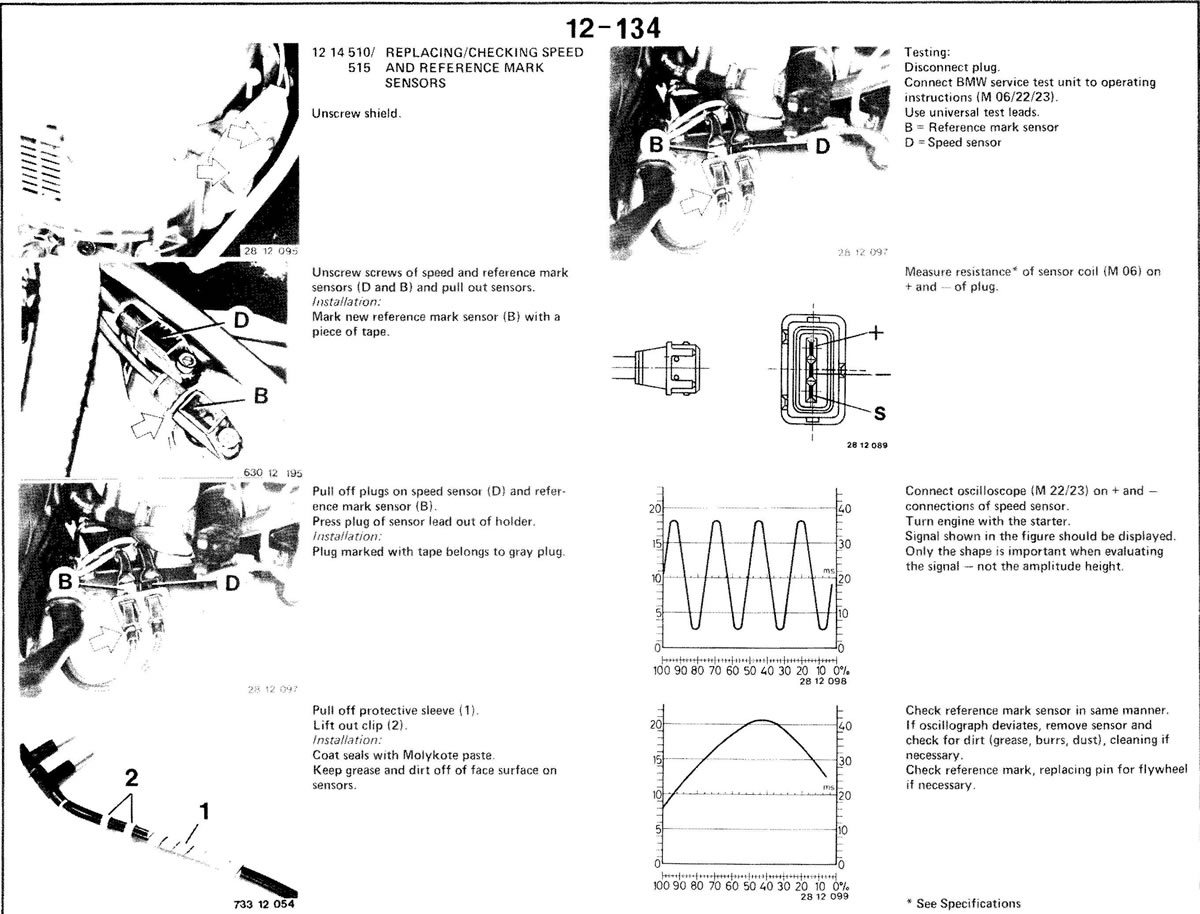 12-134
12 14 510/ REPLACING/CHECKING SPEED
515 AND REFERENCE MARK
SENSORS
Unscrew shield.
28 12 095
Unscrew screws of speed and reference mark
sensors (D and B) and pull out sensors.
Installation:
Mark new reference mark sensor (B) with a
piece of tape.
D
B
630 12 195
Pull off plugs on speed sensor (D) and refer-
ence mark sensor (B).
Press plug of sensor lead out of holder.
Installation:
Plug marked with tape belongs to gray plug.
B
D
28 12 097
Pull off protective sleeve (1).
Lift out clip (2).
Installation:
Coat seals with Molykote paste.
Keep grease and dirt off of face surface on
sensors.
2
1
733 12 054
Testing:
Disconnect plug.
Connect BMW service test unit to operating
instructions (M 06/22/23).
Use universal test leads.
B = Reference mark sensor
D = Speed sensor
B
D
28 12 097
Measure resistance* of sensor coil (M 06) on
+ and — of plug.
+
—
S
28 12 089
Connect oscilloscope (M 22/23) on + and —
connections of speed sensor.
Turn engine with the starter.
Signal shown in the figure should be displayed.
Only the shape is important when evaluating
the signal — not the amplitude height.
20 40
15 30
ms
10 20
5 10
0 0
100 90 80 70 60 50 40 30 20 10 0%
28 12 098
Check reference mark sensor in same manner.
If oscillograph deviates, remove sensor and
check for dirt (grease, burrs, dust), cleaning if
necessary.
Check reference mark, replacing pin for flywheel
if necessary.
20 40
15 30
ms
10 20
5 10
0 0
100 90 80 70 60 50 40 30 20 10 0%
28 12 099
* See Specifications